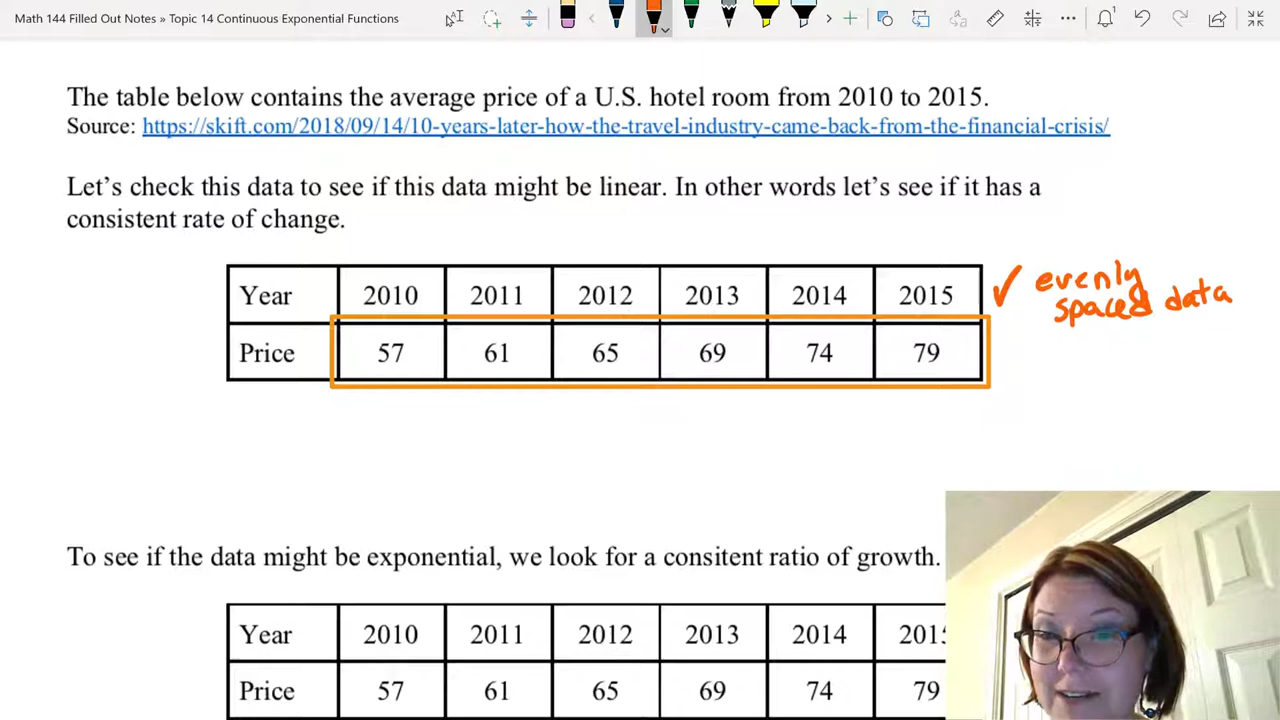 Math 144 Filled Out Notes » Topic 14 Continuous Exponential Functions
The table below contains the average price of a U.S. hotel room from 2010 to 2015.
Source: https://skift.com/2018/09/14/10-years-later-how-the-travel-industry-came-back-from-the-financial-crisis/
Let's check this data to see if this data might be linear. In other words let's see if it has a
consistent rate of change.
Year 2010 2011 2012 2013 2014 2015
✓ evenly
spaced data
Price 57 61 65 69 74 79
To see if the data might be exponential, we look for a consitent ratio of growth.
Year 2010 2011 2012 2013 2014 2015
Price 57 61 65 69 74 79